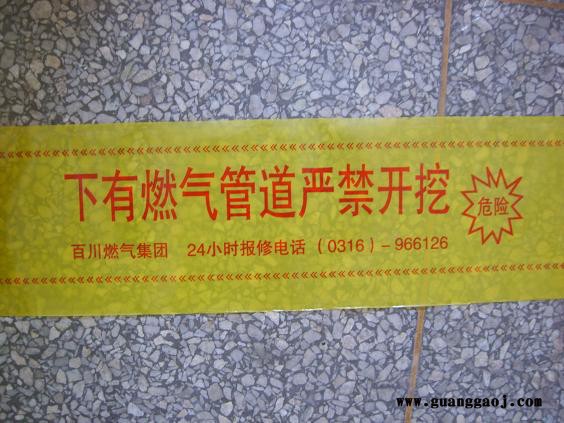 下有燃气管道严禁开挖
危险
百川燃气集团 24小时报修电话（0316）-966126
www.guanggaoj.com